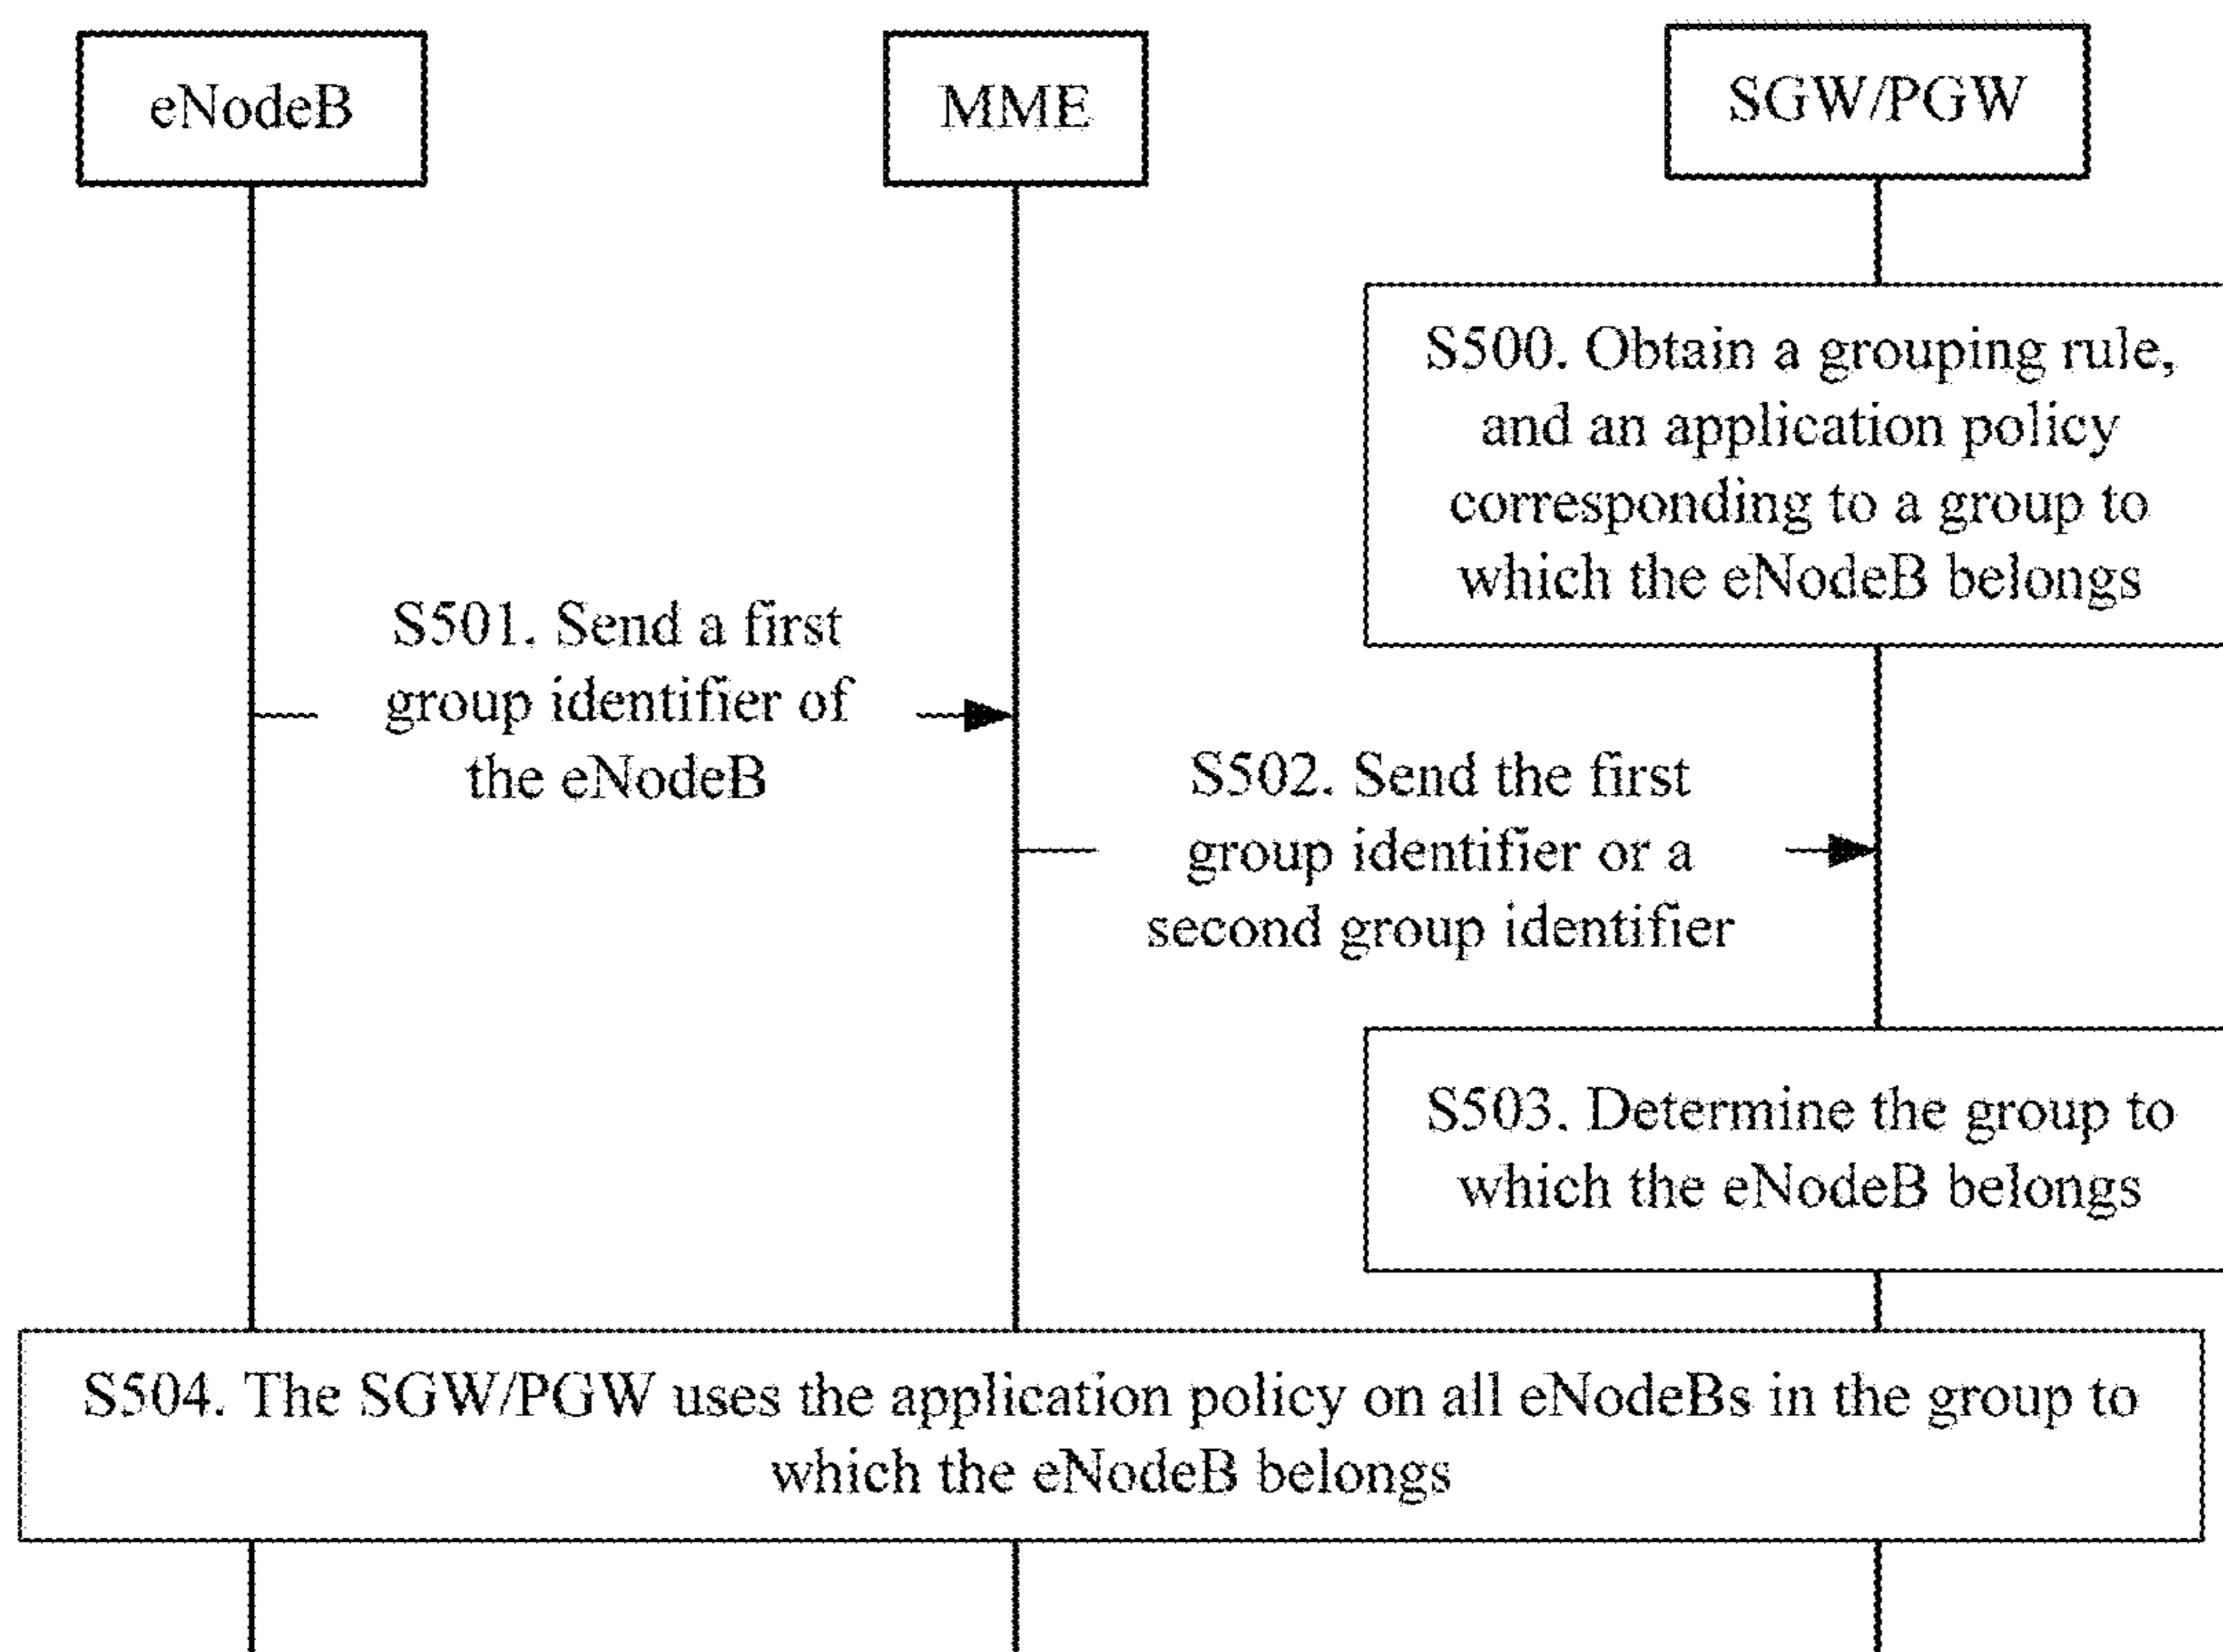 eNodeB
MME
SGW/PGW
S500. Obtain a grouping rule,
and an application policy
corresponding to a group to
which the eNodeB belongs
S501. Send a first
group identifier of
the eNodeB
S502. Send the first
group identifier or a
second group identifier
S503. Determine the group to
which the eNodeB belongs
S504. The SGW/PGW uses the application policy on all eNodeBs in the group to
which the eNodeB belongs